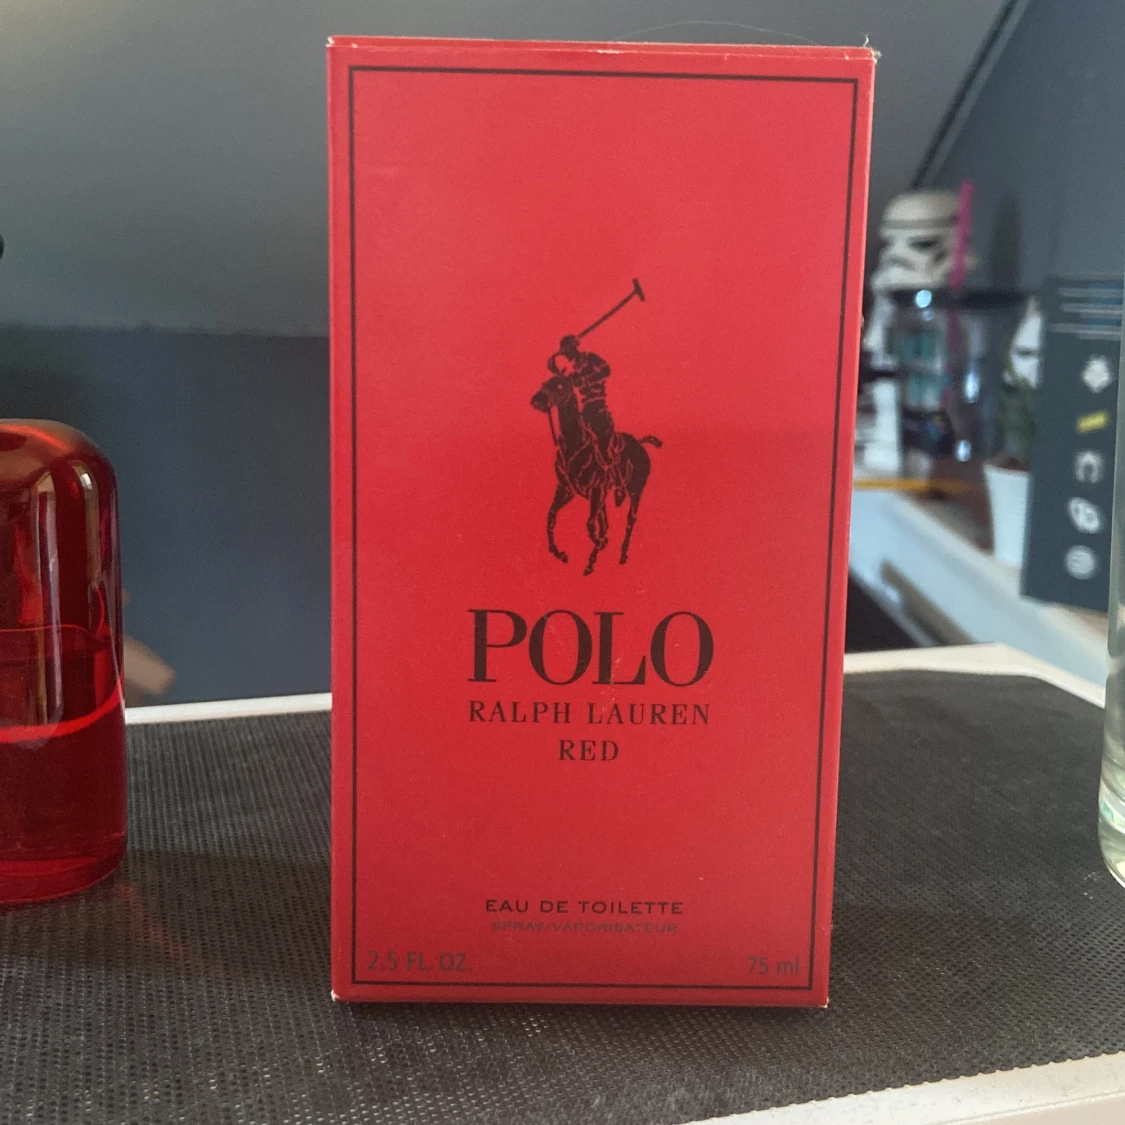 POLO
RALPH LAUREN
RED
EAU DE TOILETTE
SPRAY/VAPORISATEUR
2.5 FL. OZ.
75 ml